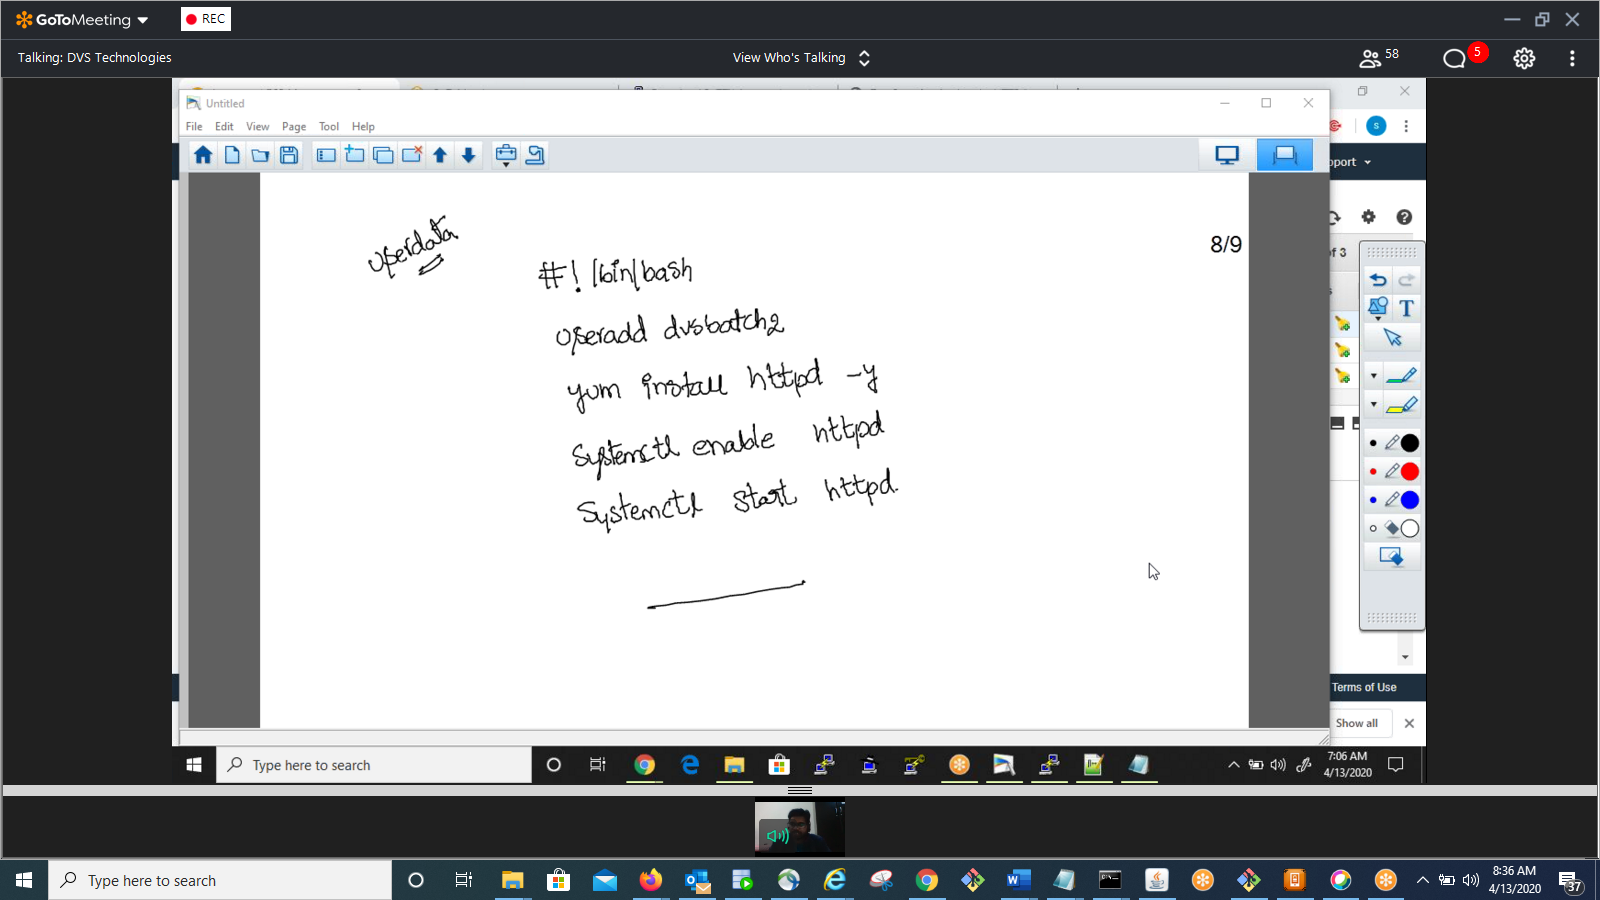 GoToMeeting
REC
Talking: DVS Technologies
View Who's Talking
58
5
Untitled
File Edit View Page Tool Help
S
pport
8/9
of 3
userdata
#! /bin/bash
useradd dvsbatch2
yum install httpd -y
systemctl enable httpd
systemctl start httpd.
T
Terms of Use
Show all
Type here to search
7:06 AM
4/13/2020
Type here to search
8:36 AM
4/13/2020
37